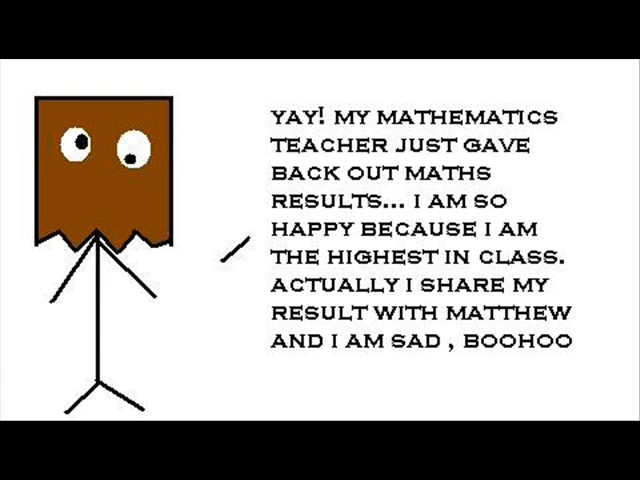 YAY! MY MATHEMATICS
TEACHER JUST GAVE
BACK OUT MATHS
RESULTS... I AM SO
HAPPY BECAUSE I AM
THE HIGHEST IN CLASS.
ACTUALLY I SHARE MY
RESULT WITH MATTHEW
AND I AM SAD , BOOHOO